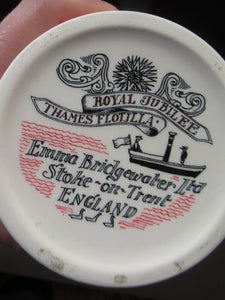 ROYAL JUBILEE
THAMES FLOTILLA
Emma Bridgewater Ltd
Stoke-on-Trent
ENGLAND